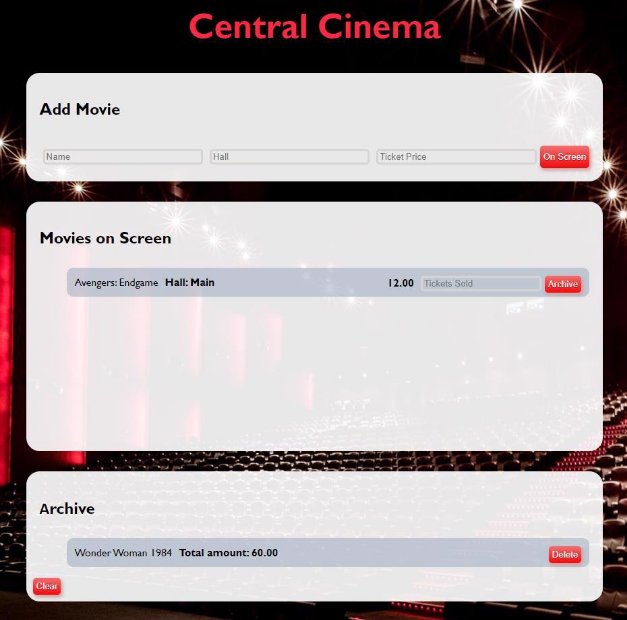 Central Cinema
Add Movie
Name Hall Ticket Price On Screen
Movies on Screen
Avengers: Endgame Hall: Main 12.00 Tickets Sold Archive
Archive
Wonder Woman 1984 Total amount: 60.00 Delete
Clear